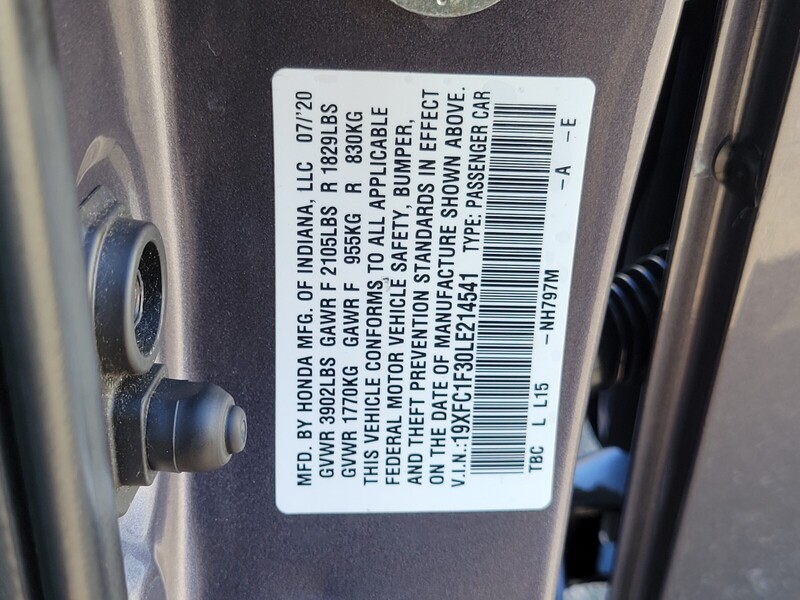 MFD. BY HONDA MFG. OF INDIANA, LLC 07/'20
GVWR 3902LBS GAWR F 2105LBS R 1829LBS
GVWR 1770KG GAWR F 955KG R 830KG
THIS VEHICLE CONFORMS TO ALL APPLICABLE
FEDERAL MOTOR VEHICLE SAFETY, BUMPER,
AND THEFT PREVENTION STANDARDS IN EFFECT
ON THE DATE OF MANUFACTURE SHOWN ABOVE.
V.I.N.:19XFC1F30LE214541 TYPE: PASSENGER CAR
TBC L L15 -NH797M -A -E